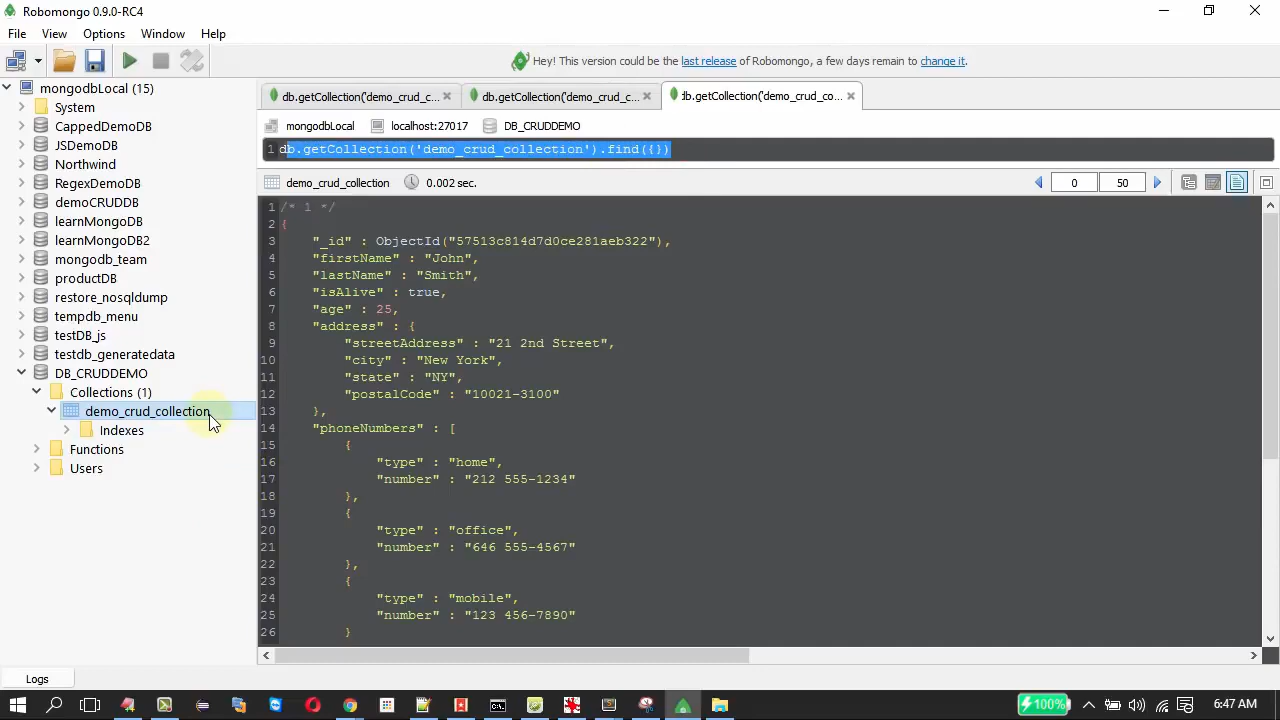 Robomongo 0.9.0-RC4
File View Options Window Help
Hey! This version could be the last release of Robomongo, a few days remain to change it.
mongodbLocal (15)
System
CappedDemoDB
JSDemoDB
Northwind
RegexDemoDB
demoCRUDDB
learnMongoDB
learnMongoDB2
mongodb_team
productDB
restore_nosqldump
tempdb_menu
testDB_js
testdb_generatedata
DB_CRUDDEMO
Collections (1)
demo_crud_collection
Indexes
Functions
Users
db.getCollection('demo_crud_c... db.getCollection('demo_crud_c... db.getCollection('demo_crud_co...
mongodbLocal localhost:27017 DB_CRUDDEMO
1 db.getCollection('demo_crud_collection').find({})
demo_crud_collection 0.002 sec. 0 50
1 /* 1 */
2 {
3 "_id" : ObjectId("57513c814d7d0ce281aeb322"),
4 "firstName" : "John",
5 "lastName" : "Smith",
6 "isAlive" : true,
7 "age" : 25,
8 "address" : {
9 "streetAddress" : "21 2nd Street",
10 "city" : "New York",
11 "state" : "NY",
12 "postalCode" : "10021-3100"
13 },
14 "phoneNumbers" : [
15 {
16 "type" : "home",
17 "number" : "212 555-1234"
18 },
19 {
20 "type" : "office",
21 "number" : "646 555-4567"
22 },
23 {
24 "type" : "mobile",
25 "number" : "123 456-7890"
26 }
Logs
100% 6:47 AM